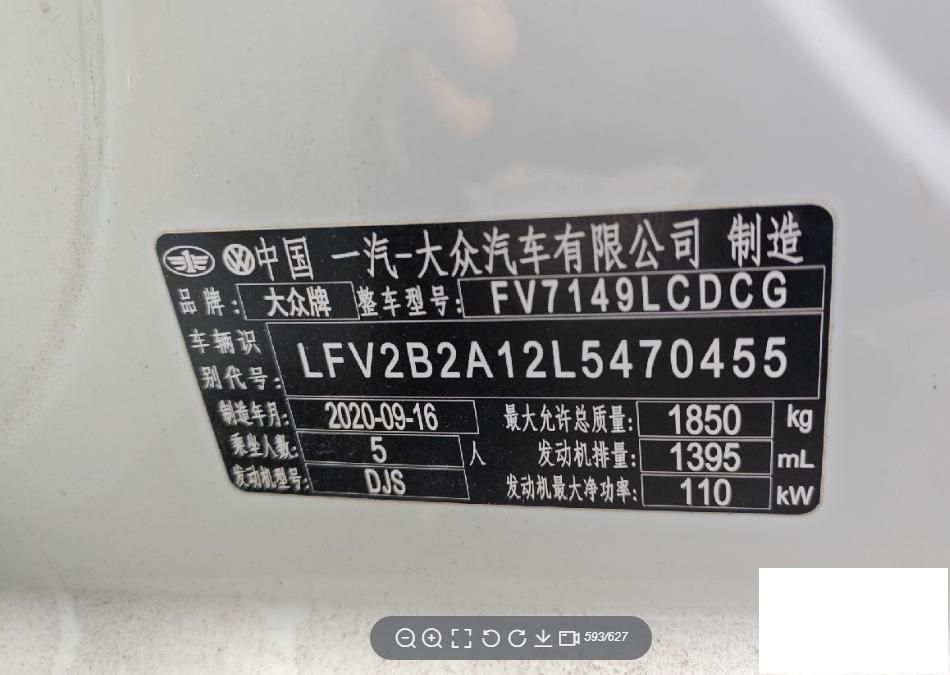 中国 一汽-大众汽车有限公司 制造
品牌: 大众牌 整车型号: FV7149LCDCG
车辆识别代号: LFV2B2A12L5470455
制造年月: 2020-09-16 最大允许总质量: 1850 kg
乘坐人数: 5 人 发动机排量: 1395 mL
发动机型号: DJS 发动机最大净功率: 110 kW
593/627